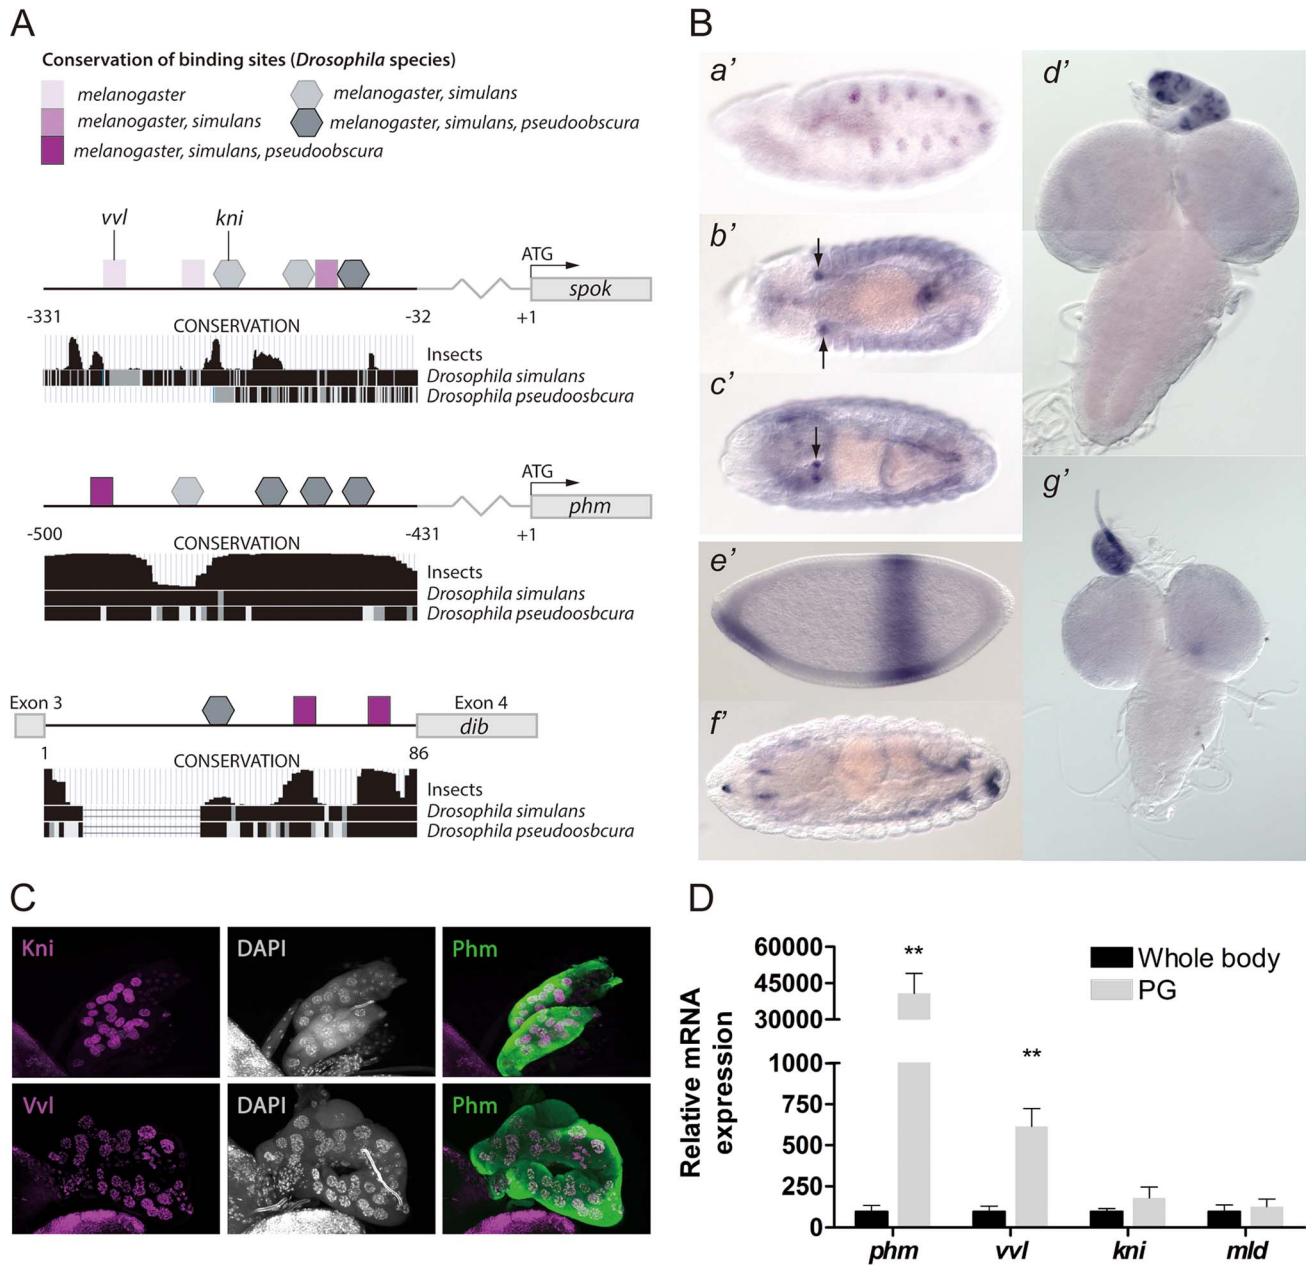 A
Conservation of binding sites (Drosophila species)
melanogaster
melanogaster, simulans
melanogaster, simulans
melanogaster, simulans, pseudoobscura
melanogaster, simulans, pseudoobscura
vvl
kni
ATG
spok
-331
-32
+1
CONSERVATION
Insects
Drosophila simulans
Drosophila pseudoosbcura
ATG
phm
-500
-431
+1
CONSERVATION
Insects
Drosophila simulans
Drosophila pseudoosbcura
Exon 3
Exon 4
dib
1
86
CONSERVATION
Insects
Drosophila simulans
Drosophila pseudoosbcura
B
a’
b’
c’
d’
e’
f’
g’
C
Kni
DAPI
Phm
Vvl
DAPI
Phm
D
Relative mRNA
expression
60000
45000
30000
1000
750
500
250
0
**
**
Whole body
PG
phm
vvl
kni
mld